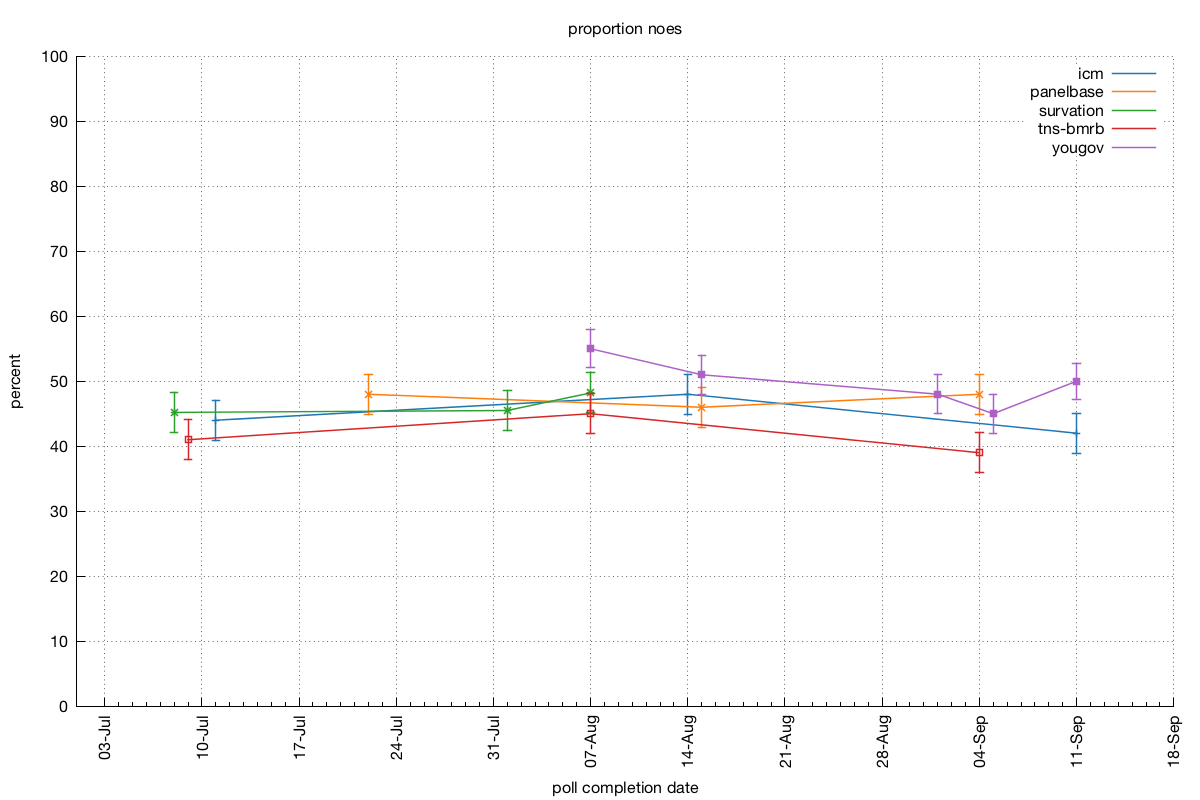 proportion noes
100
90
80
70
60
50
40
30
20
10
0
percent
icm
panelbase
survation
tns-bmrb
yougov
03-Jul
10-Jul
17-Jul
24-Jul
31-Jul
07-Aug
14-Aug
21-Aug
28-Aug
04-Sep
11-Sep
18-Sep
poll completion date